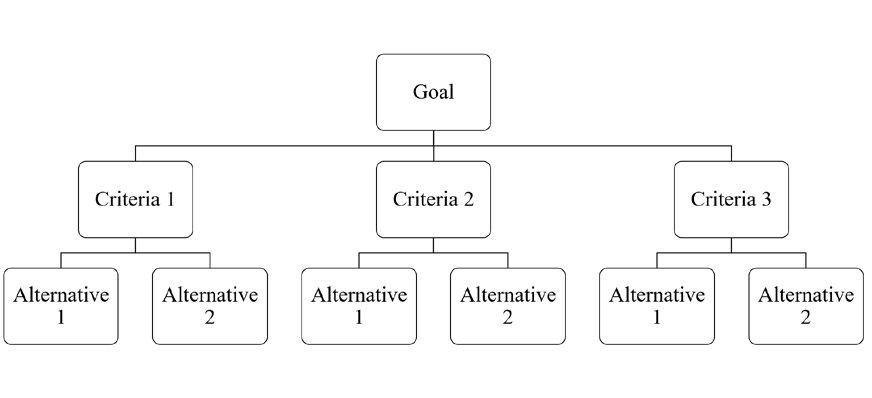 Goal
Criteria 1
Criteria 2
Criteria 3
Alternative
1
Alternative
2
Alternative
1
Alternative
2
Alternative
1
Alternative
2